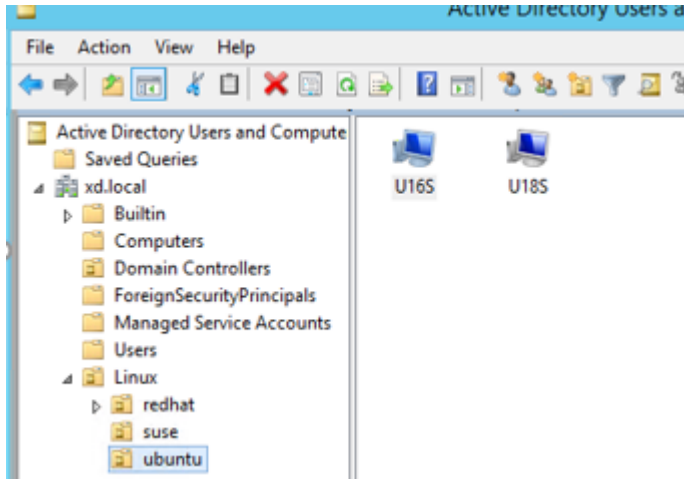 Active Directory Users a
File Action View Help
Active Directory Users and Compute
Saved Queries
xd.local
Builtin
Computers
Domain Controllers
ForeignSecurityPrincipals
Managed Service Accounts
Users
Linux
redhat
suse
ubuntu
U16S U18S